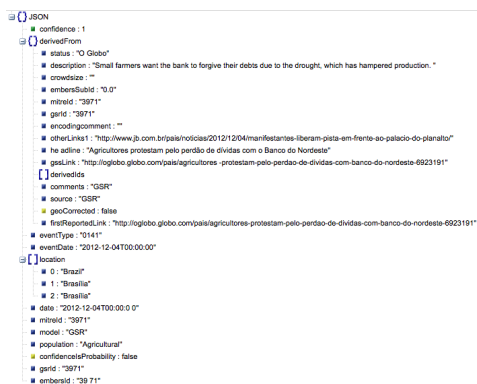 JSON
confidence : 1
derivedFrom
status : "O Globo"
description : "Small farmers want the bank to forgive their debts due to the drought, which has hampered production. "
crowdsize : ""
embersSubId : "0.0"
mitreId : "3971"
gsrId : "3971"
encodingcomment : ""
otherLinks1 : "http://www.jb.com.br/pais/noticias/2012/12/04/manifestantes-liberam-pista-em-frente-ao-palacio-do-planalto/"
he adline : "Agricultores protestam pelo perdão de dívidas com o Banco do Nordeste"
gssLink : "http://oglobo.globo.com/pais/agricultores -protestam-pelo-perdao-de-dividas-com-banco-do-nordeste-6923191"
derivedIds
comments : "GSR"
source : "GSR"
geoCorrected : false
firstReportedLink : "http://oglobo.globo.com/pais/agricultores-protestam-pelo-perdao-de-dividas-com-banco-do-nordeste-6923191"
eventType : "0141"
eventDate : "2012-12-04T00:00:00"
location
0 : "Brazil"
1 : "Brasília"
2 : "Brasília"
date : "2012-12-04T00:00:0 0"
mitreId : "3971"
model : "GSR"
population : "Agricultural"
confidenceIsProbability : false
gsrId : "3971"
embersId : "39 71"